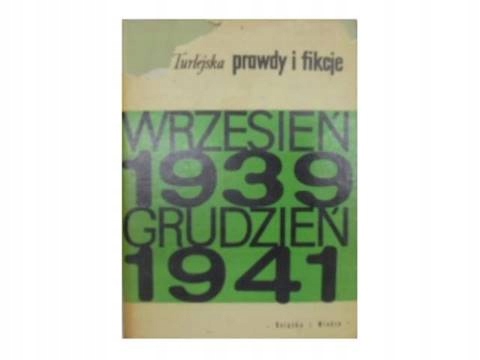 Turlejska prawdy i fikcje
WRZESIEŃ
1939
GRUDZIEŃ
1941
· Książka i Wiedza ·